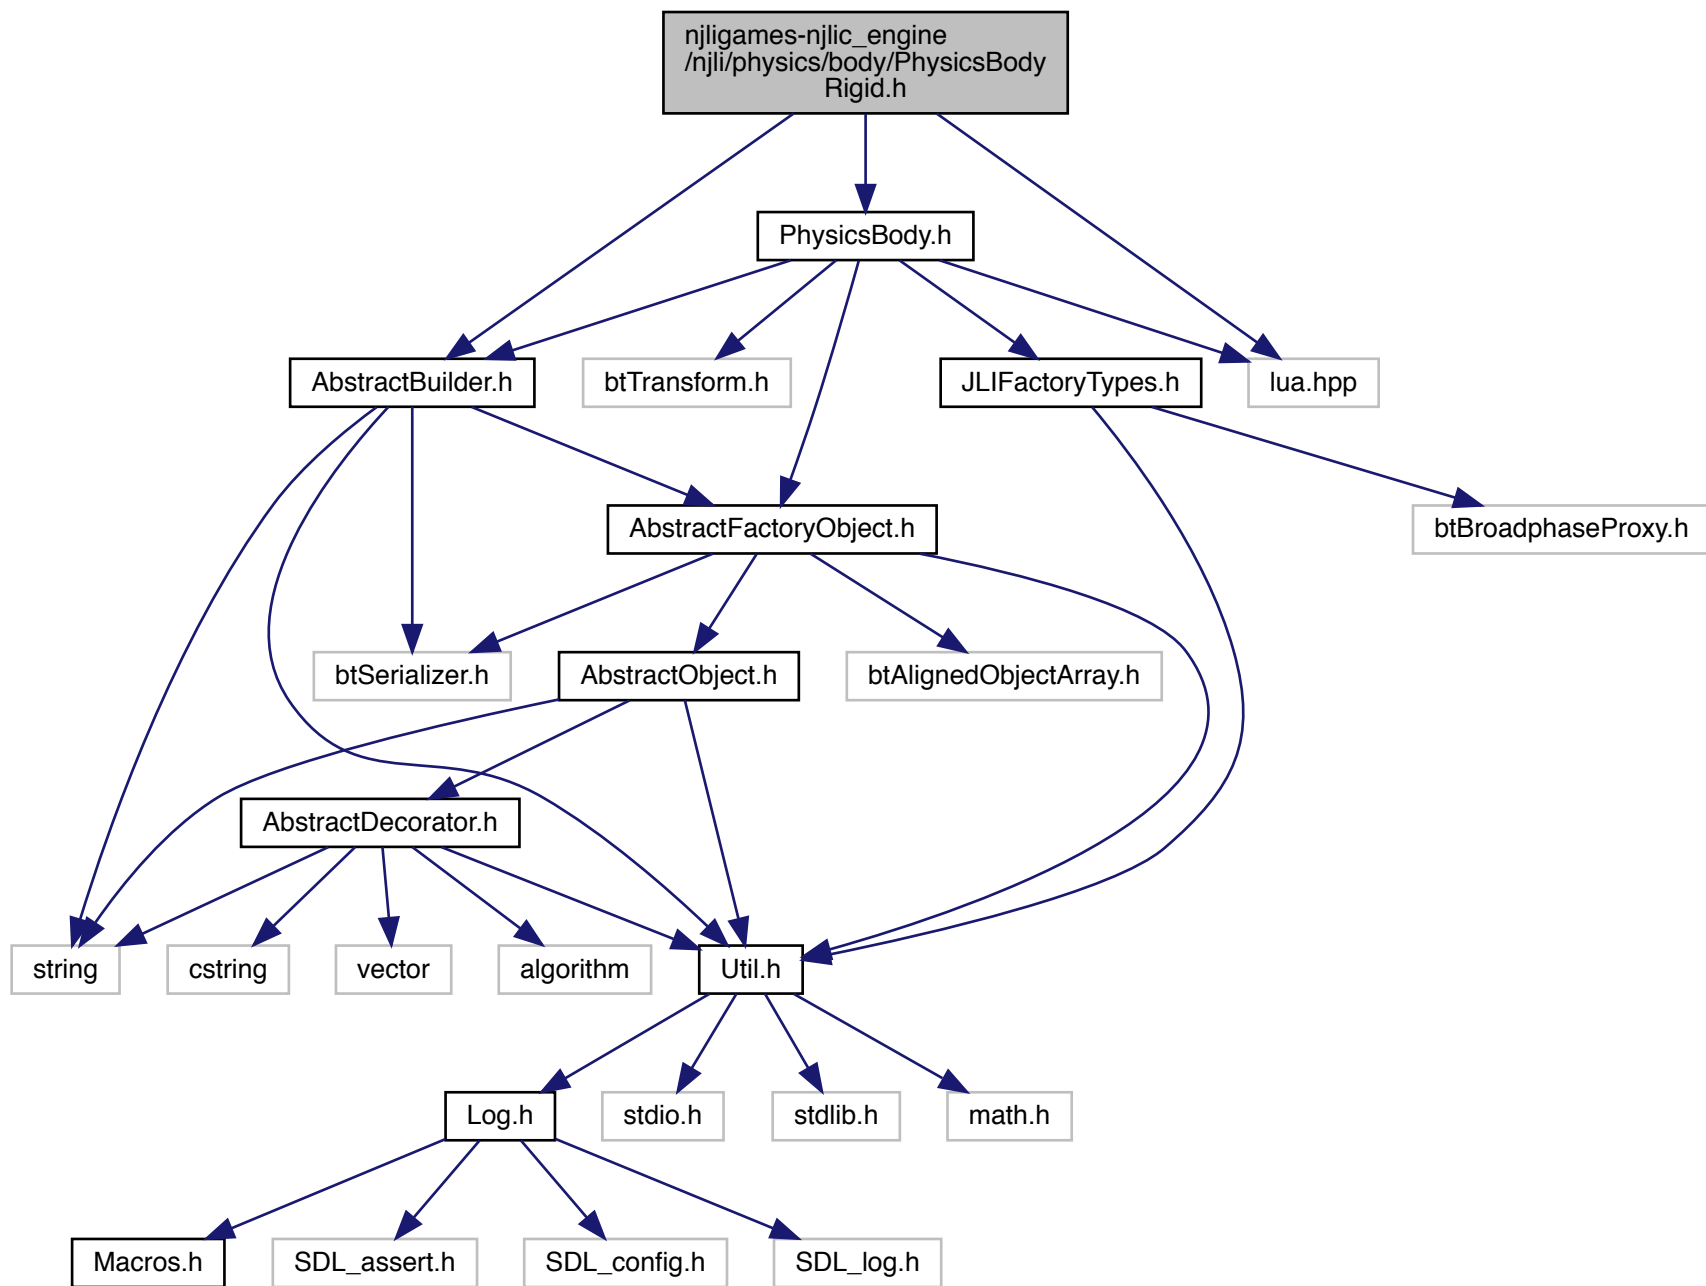 njligames-njlic_engine
/njli/physics/body/PhysicsBody
Rigid.h
PhysicsBody.h
AbstractBuilder.h
btTransform.h
JLIFactoryTypes.h
lua.hpp
AbstractFactoryObject.h
btBroadphaseProxy.h
btSerializer.h
AbstractObject.h
btAlignedObjectArray.h
AbstractDecorator.h
string
cstring
vector
algorithm
Util.h
Log.h
stdio.h
stdlib.h
math.h
Macros.h
SDL_assert.h
SDL_config.h
SDL_log.h